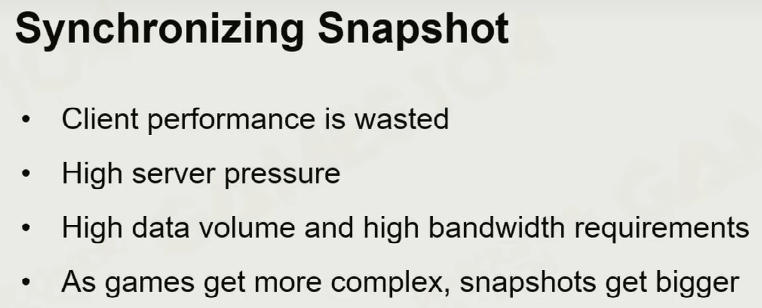 Synchronizing Snapshot
• Client performance is wasted
• High server pressure
• High data volume and high bandwidth requirements
• As games get more complex, snapshots get bigger